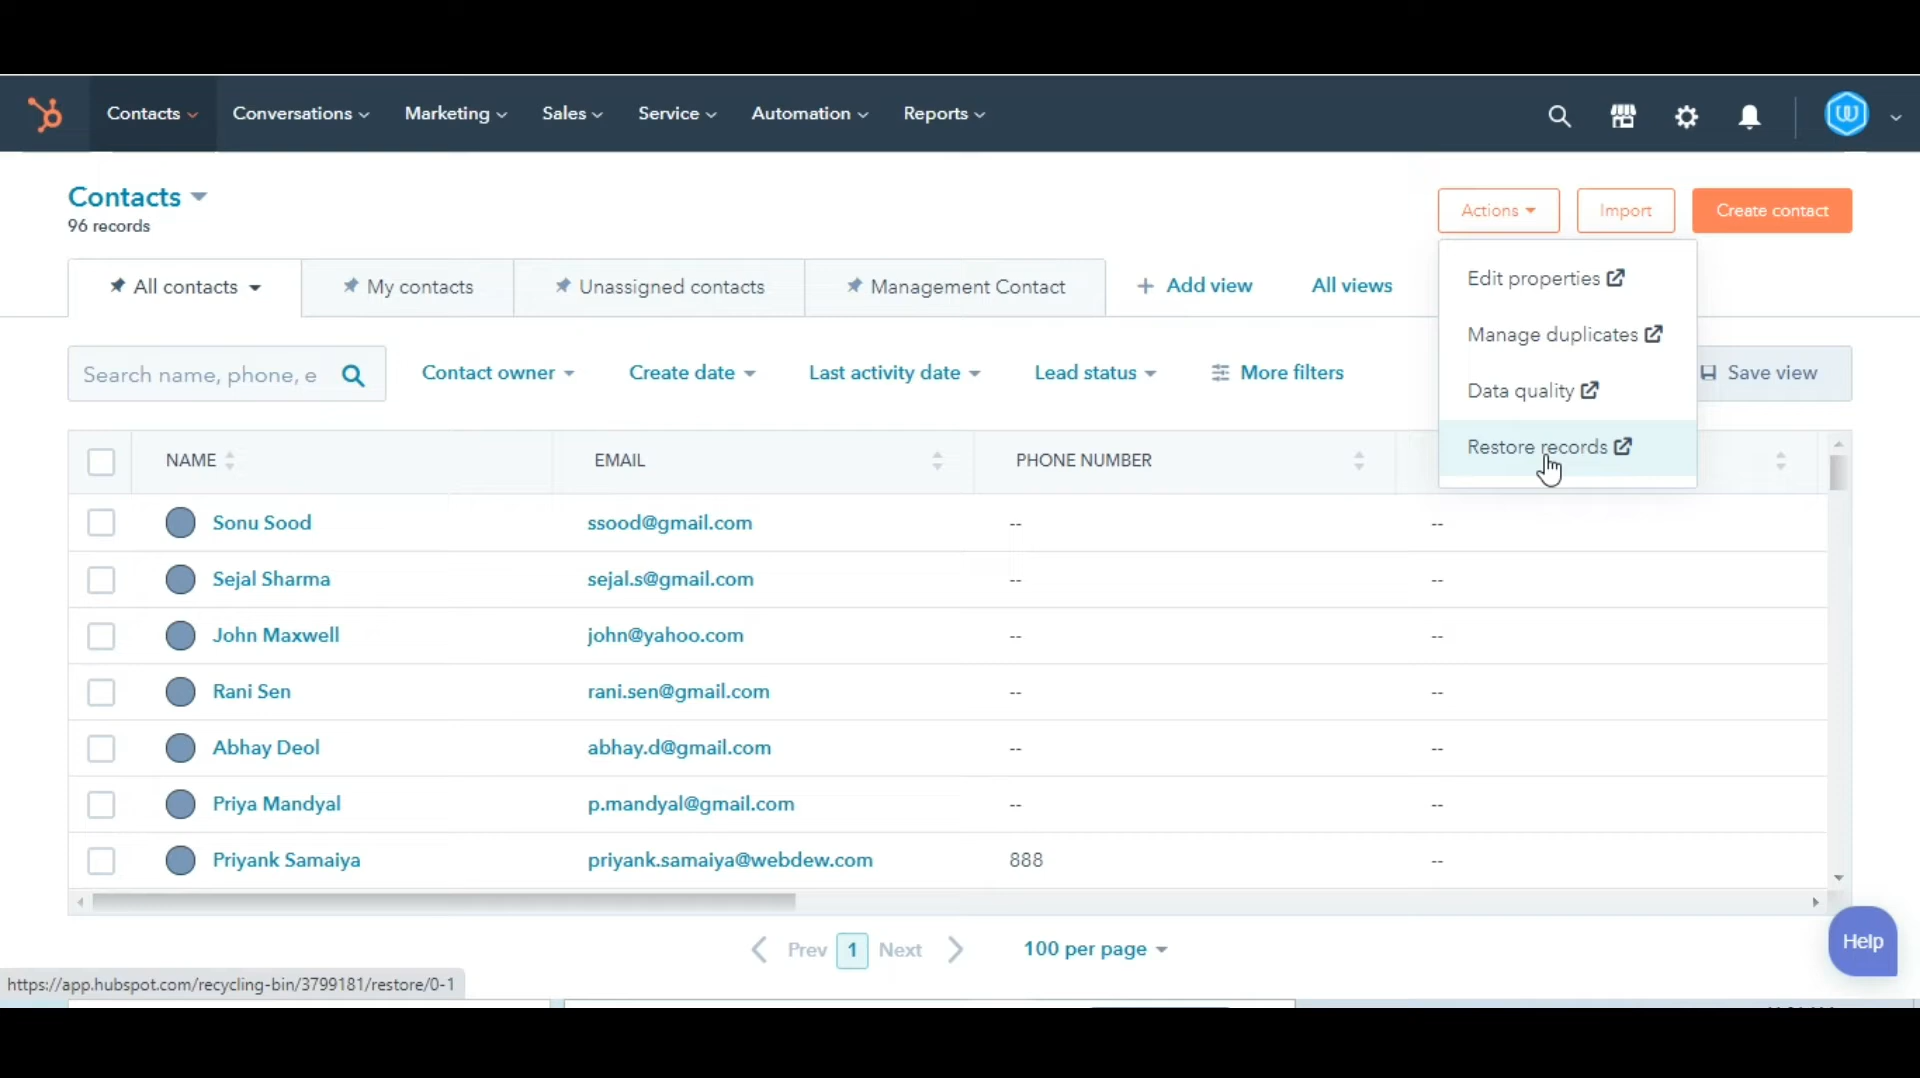 Contacts Conversations Marketing Sales Service Automation Reports
Contacts
96 records
Actions Import Create contact
All contacts My contacts Unassigned contacts Management Contact + Add view All views
Edit properties
Manage duplicates
Data quality
Restore records
Search name, phone, e Contact owner Create date Last activity date Lead status More filters Save view
NAME EMAIL PHONE NUMBER
Sonu Sood ssood@gmail.com -- --
Sejal Sharma sejal.s@gmail.com -- --
John Maxwell john@yahoo.com -- --
Rani Sen rani.sen@gmail.com -- --
Abhay Deol abhay.d@gmail.com -- --
Priya Mandyal p.mandyal@gmail.com -- --
Priyank Samaiya priyank.samaiya@webdew.com 888 --
Prev 1 Next 100 per page
Help
https://app.hubspot.com/recycling-bin/3799181/restore/0-1